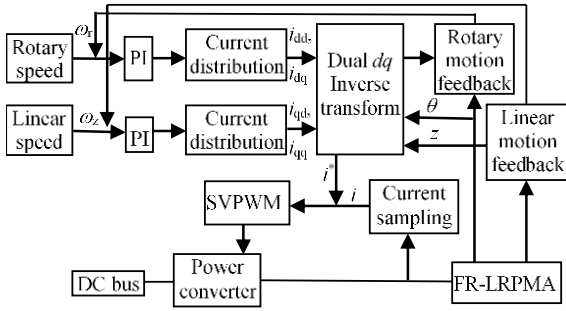 ωr
Rotary speed
PI
Current distribution
idd,
idq
Dual dq Inverse transform
Rotary motion feedback
Linear speed
ωz
PI
Current distribution
iqd,
iqq
θ
z
Linear motion feedback
i*
i
SVPWM
Current sampling
DC bus
Power converter
FR-LRPMA